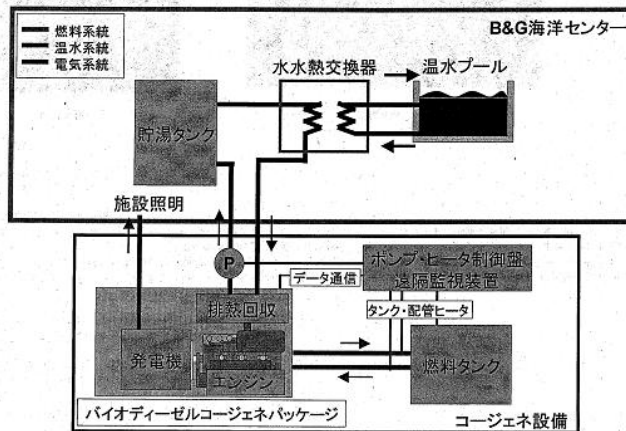 燃料系統
温水系統
電気系統
B&G海洋センター
水水熱交換器
温水プール
貯湯タンク
施設照明
P
ポンプ・ヒータ制御盤
遠隔監視装置
データ通信
排熱回収
タンク・配管ヒータ
発電機
エンジン
燃料タンク
バイオディーゼルコージェネパッケージ
コージェネ設備